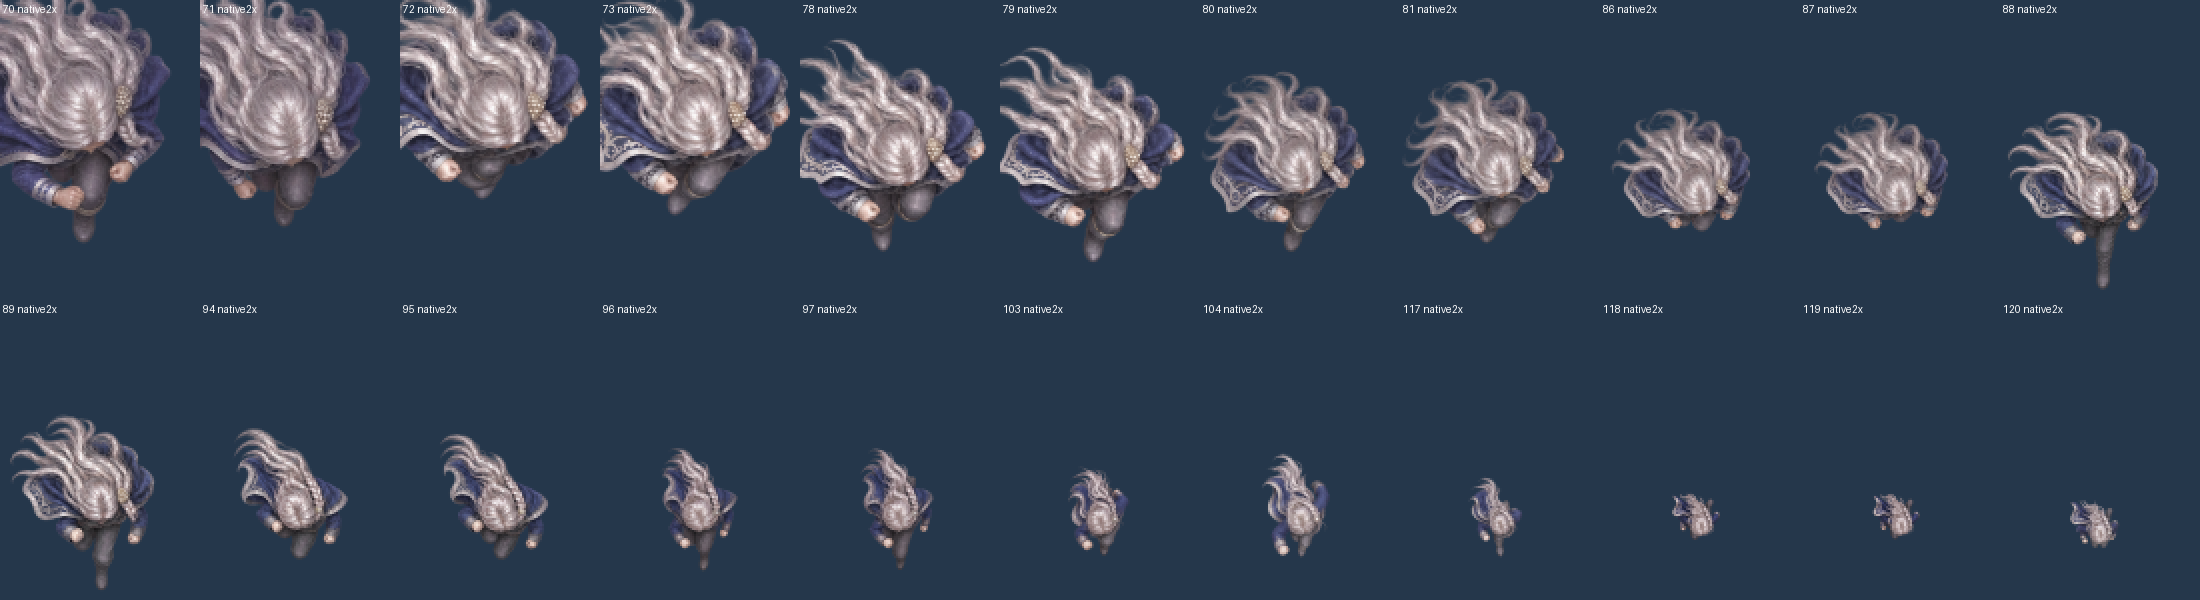 70 native2x
71 native2x
72 native2x
73 native2x
78 native2x
79 native2x
80 native2x
81 native2x
86 native2x
87 native2x
88 native2x
89 native2x
94 native2x
95 native2x
96 native2x
97 native2x
103 native2x
104 native2x
117 native2x
118 native2x
119 native2x
120 native2x